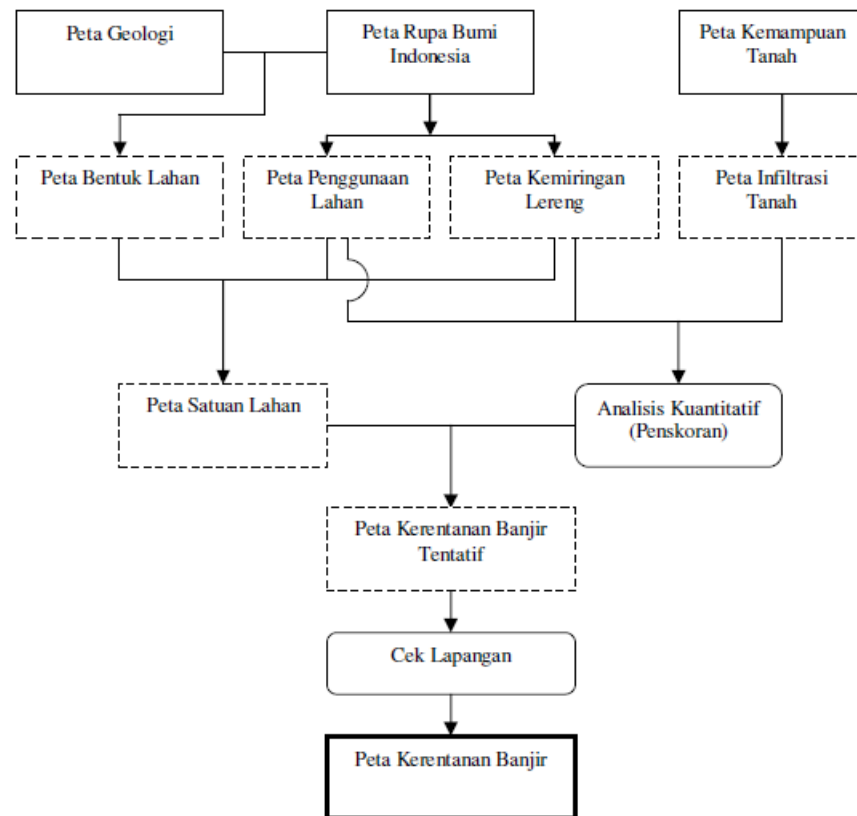 Peta Geologi
Peta Rupa Bumi
Indonesia
Peta Kemampuan
Tanah
Peta Bentuk Lahan
Peta Penggunaan
Lahan
Peta Kemiringan
Lereng
Peta Infiltrasi
Tanah
Peta Satuan Lahan
Analisis Kuantitatif
(Penskoran)
Peta Kerentanan Banjir
Tentatif
Cek Lapangan
Peta Kerentanan Banjir